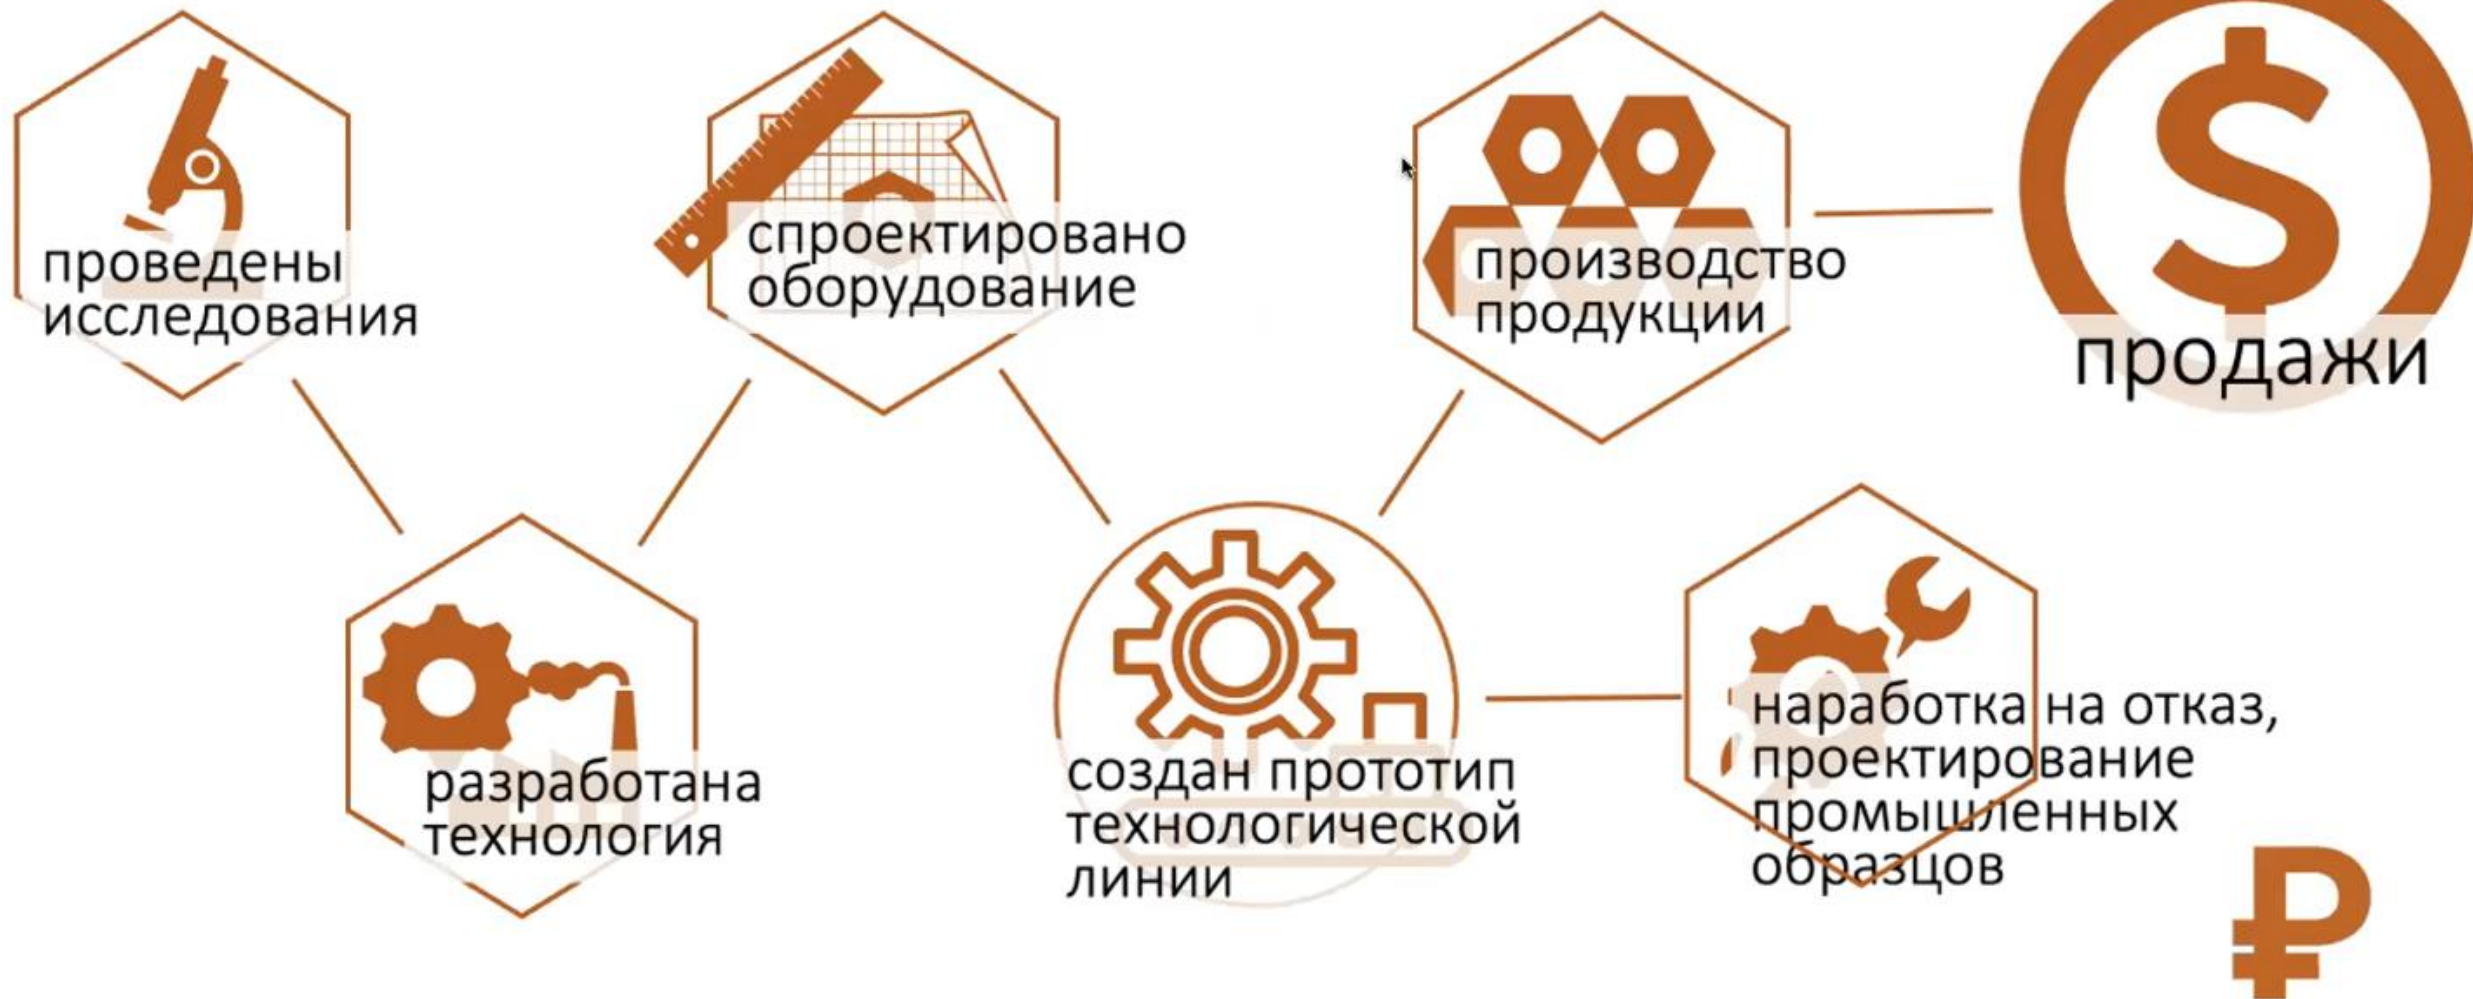 проведены
исследования
разработана
технология
спроектировано
оборудование
создан прототип
технологической
линии
производство
продукции
продажи
наработка на отказ,
проектирование
промышленных
образцов